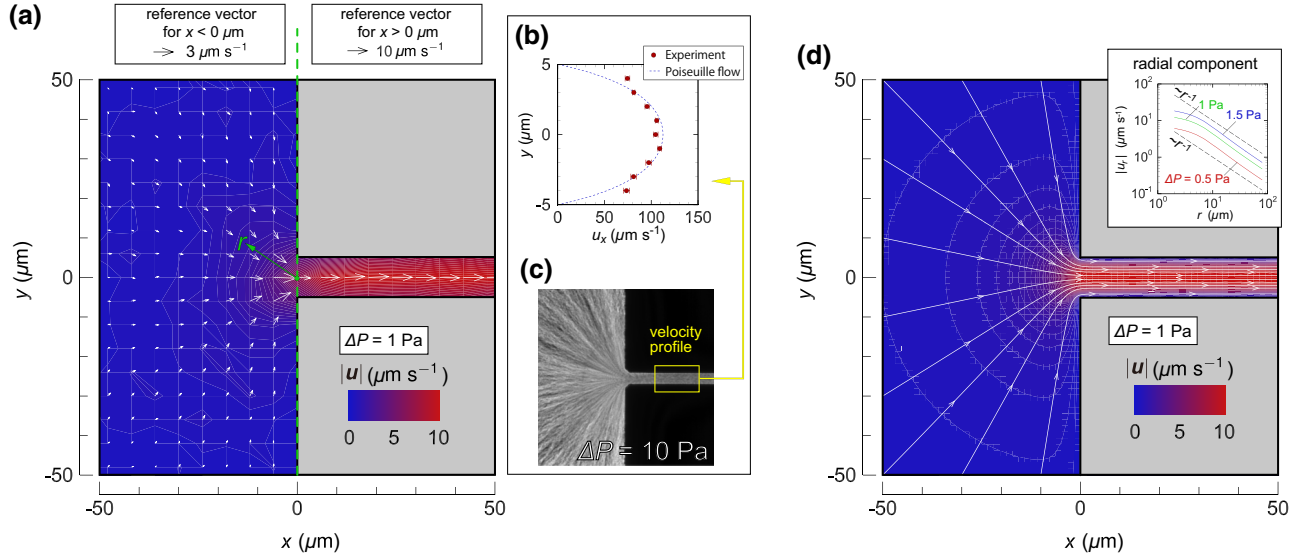 (a)
reference vector
for x < 0 µm
3 µm s⁻¹
reference vector
for x > 0 µm
10 µm s⁻¹
50
0
-50
y (µm)
r
ΔP = 1 Pa
|u| (µm s⁻¹)
0 5 10
-50 0 50
x (µm)
(b)
Experiment
Poiseuille flow
5
0
-5
y (µm)
0 50 100 150
uₓ (µm s⁻¹)
(c)
velocity
profile
ΔP = 10 Pa
(d)
50
0
-50
y (µm)
radial component
10²
10¹
10⁰
10⁻¹
|uᵣ| (µm s⁻¹)
~r⁻¹
1 Pa
1.5 Pa
~r⁻¹
ΔP = 0.5 Pa
10⁰ 10¹ 10²
r (µm)
ΔP = 1 Pa
|u| (µm s⁻¹)
0 5 10
-50 0 50
x (µm)